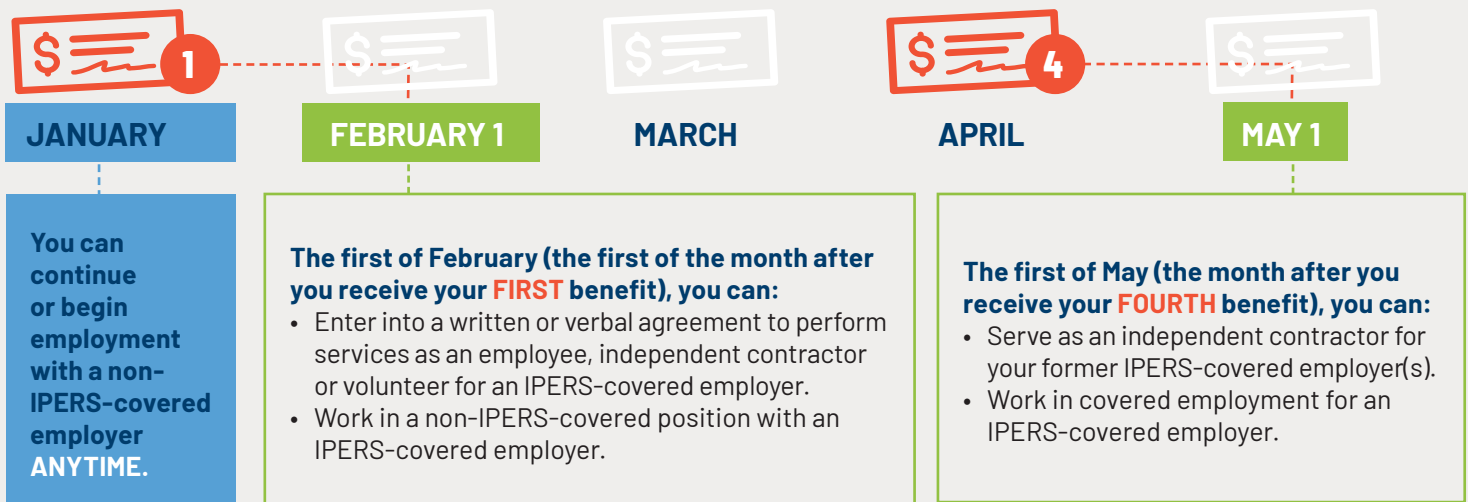 $ 1 $ $ $ 4 $
JANUARY FEBRUARY 1 MARCH APRIL MAY 1
You can
continue
or begin
employment
with a non-
IPERS-covered
employer
ANYTIME.
The first of February (the first of the month after
you receive your FIRST benefit), you can:
• Enter into a written or verbal agreement to perform
services as an employee, independent contractor
or volunteer for an IPERS-covered employer.
• Work in a non-IPERS-covered position with an
IPERS-covered employer.
The first of May (the month after you
receive your FOURTH benefit), you can:
• Serve as an independent contractor for
your former IPERS-covered employer(s).
• Work in covered employment for an
IPERS-covered employer.